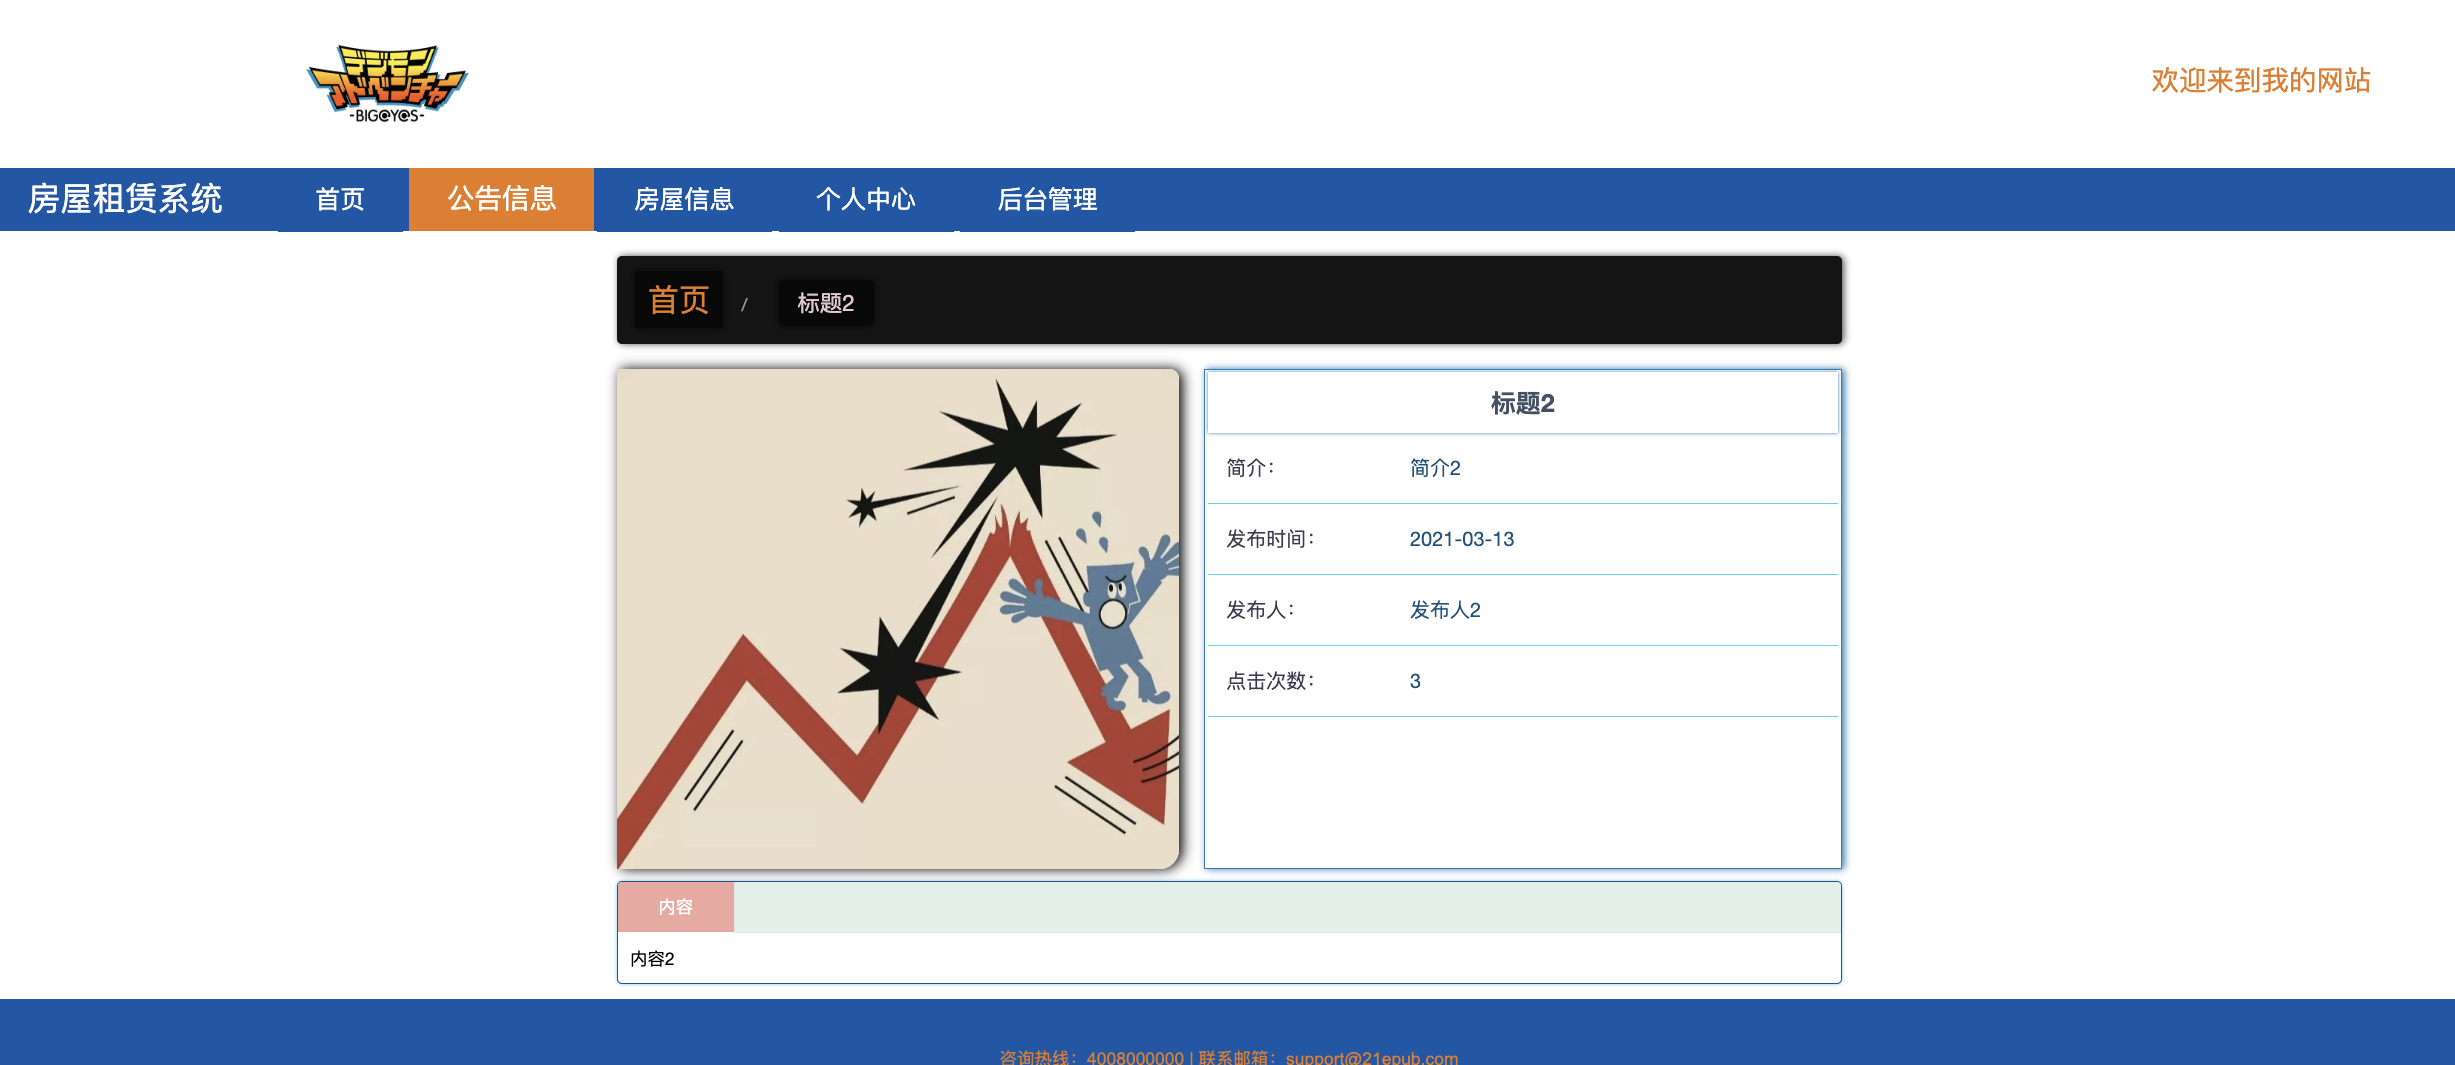 デジモン
アドベンチャー
-BIG@Y@S-
欢迎来到我的网站
房屋租赁系统 首页 公告信息 房屋信息 个人中心 后台管理
首页 / 标题2
标题2
简介： 简介2
发布时间： 2021-03-13
发布人： 发布人2
点击次数： 3
内容
内容2
咨询热线：4008000000 | 联系邮箱：support@21epub.com